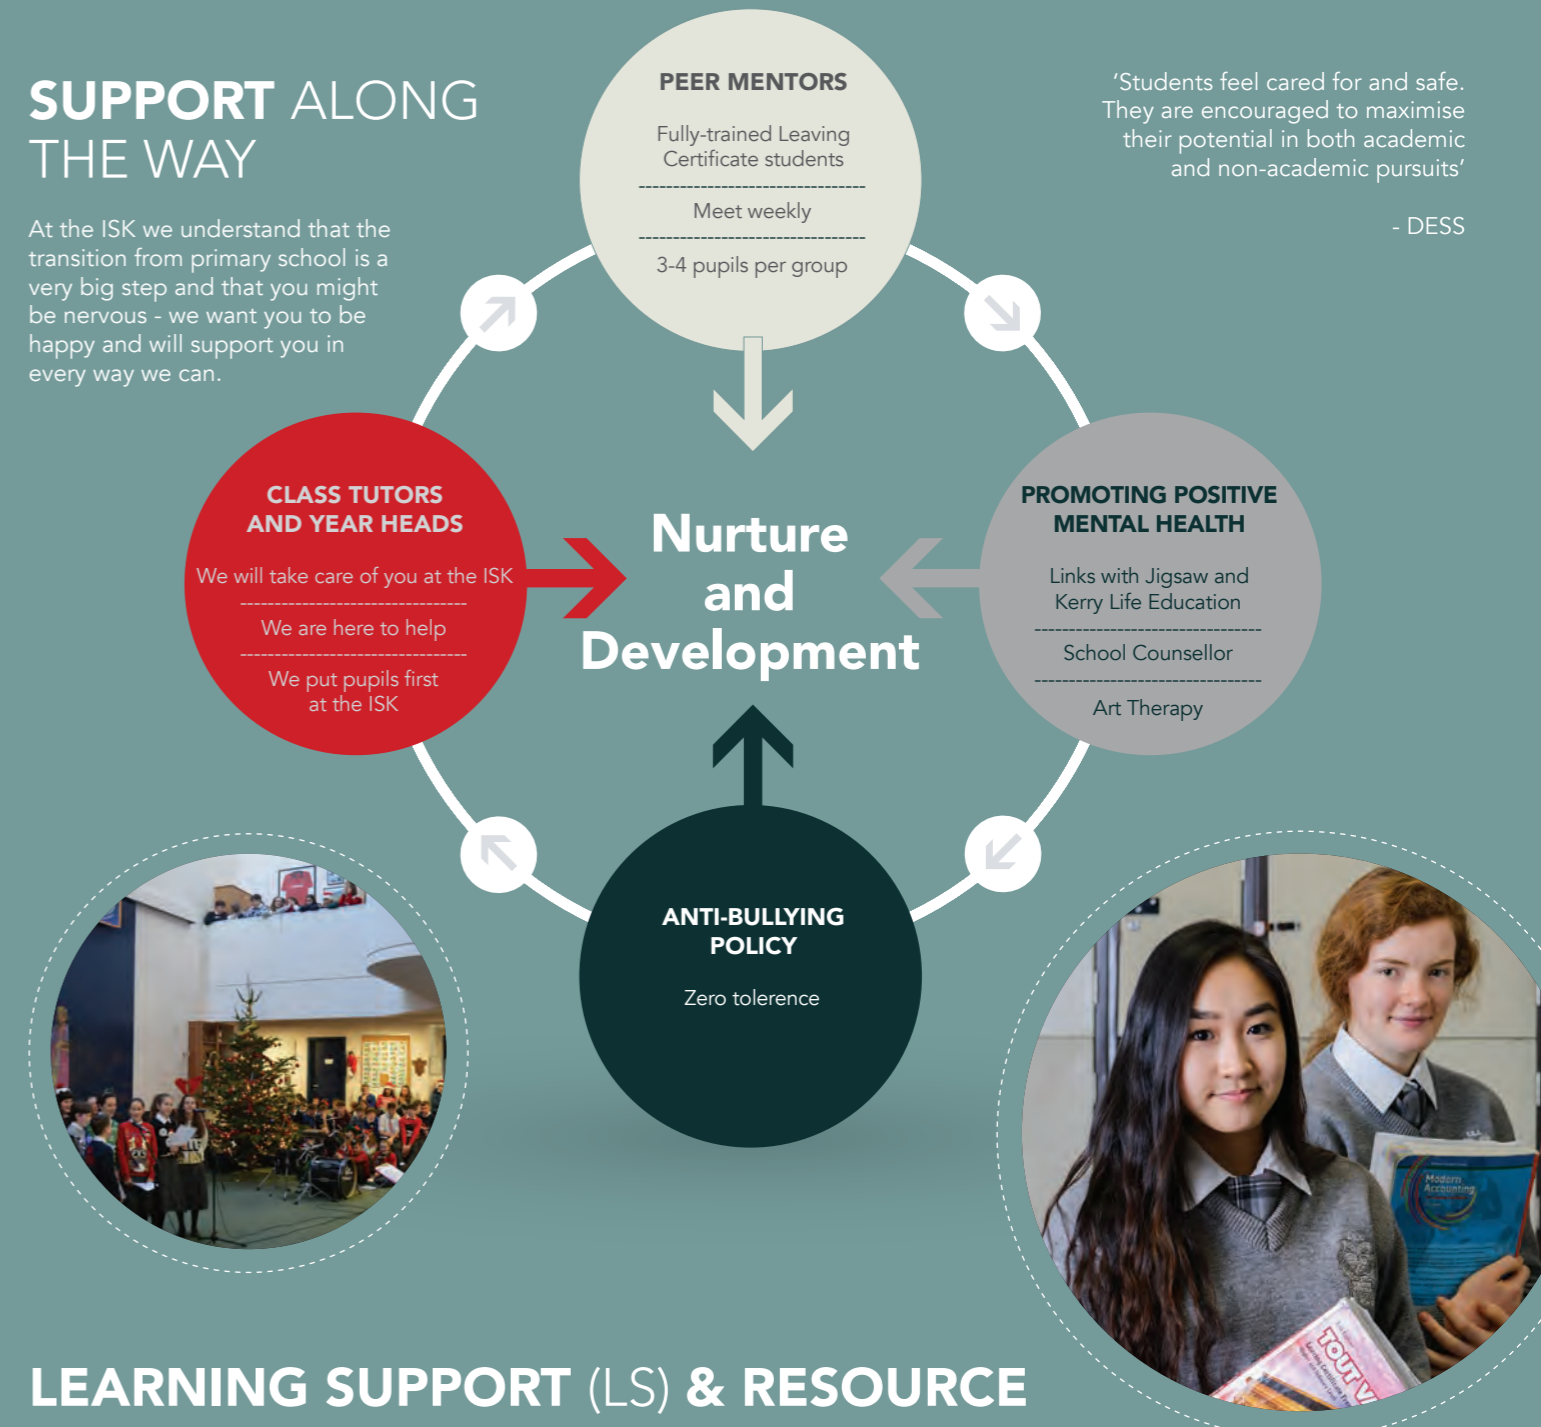 SUPPORT ALONG
THE WAY
At the ISK we understand that the
transition from primary school is a
very big step and that you might
be nervous - we want you to be
happy and will support you in
every way we can.
PEER MENTORS
Fully-trained Leaving
Certificate students
Meet weekly
3-4 pupils per group
'Students feel cared for and safe.
They are encouraged to maximise
their potential in both academic
and non-academic pursuits'
- DESS
CLASS TUTORS
AND YEAR HEADS
We will take care of you at the ISK
We are here to help
We put pupils first
at the ISK
Nurture
and
Development
PROMOTING POSITIVE
MENTAL HEALTH
Links with Jigsaw and
Kerry Life Education
School Counsellor
Art Therapy
ANTI-BULLYING
POLICY
Zero tolerence
Modern
Accounting
TOUT
LEARNING SUPPORT (LS) & RESOURCE